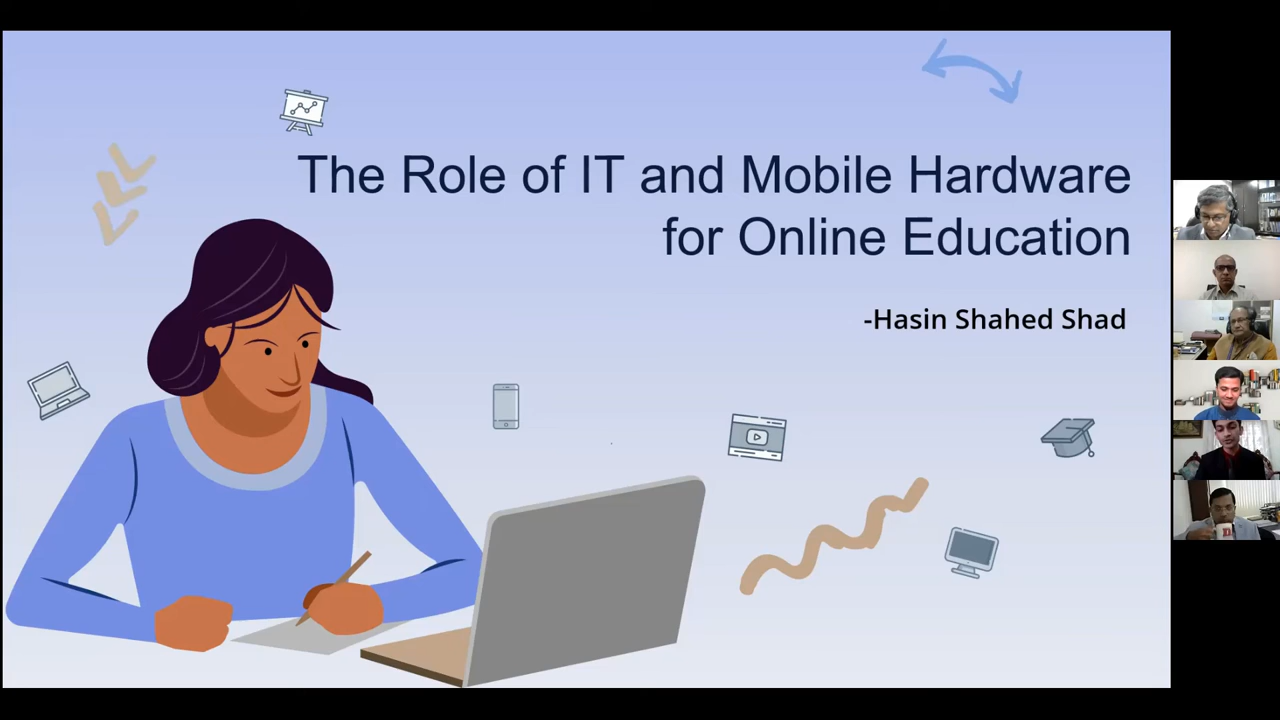 The Role of IT and Mobile Hardware
for Online Education
-Hasin Shahed Shad